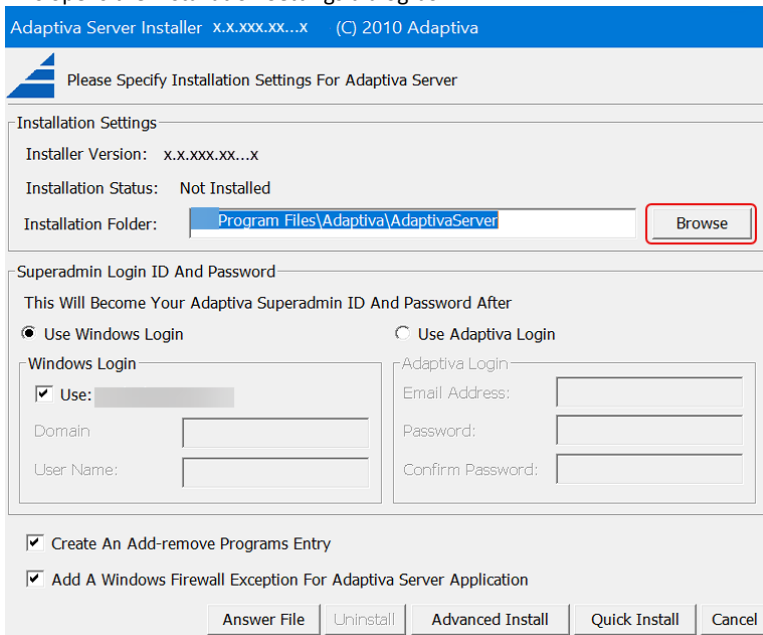 Adaptiva Server Installer x.x.xxx.xx...x (C) 2010 Adaptiva
Please Specify Installation Settings For Adaptiva Server
Installation Settings
Installer Version: x.x.xxx.xx...x
Installation Status: Not Installed
Installation Folder: Program Files\Adaptiva\AdaptivaServer Browse
Superadmin Login ID And Password
This Will Become Your Adaptiva Superadmin ID And Password After
Use Windows Login Use Adaptiva Login
Windows Login Adaptiva Login
Use: Email Address:
Domain Password:
User Name: Confirm Password:
Create An Add-remove Programs Entry
Add A Windows Firewall Exception For Adaptiva Server Application
Answer File Uninstall Advanced Install Quick Install Cancel